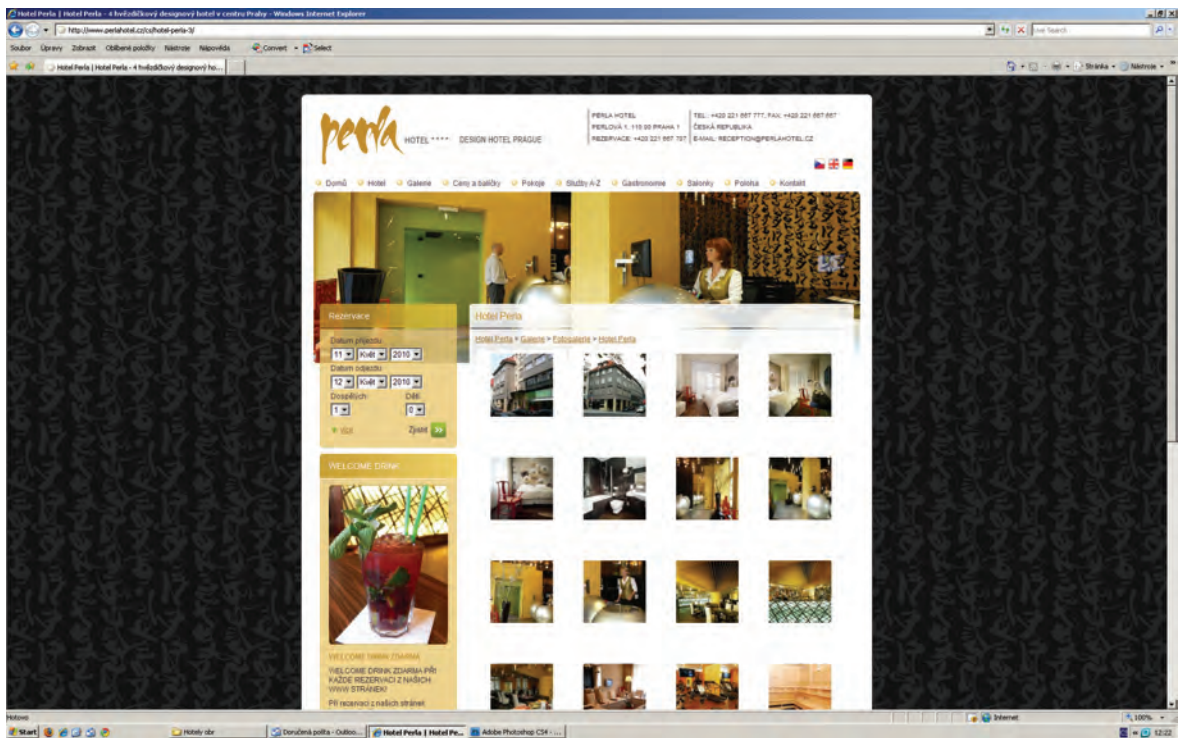 Hotel Perla | Hotel Perla - 4 hvězdičkový designový hotel v centru Prahy - Windows Internet Explorer
http://www.perlahotel.cz/cs/hotel-perla-3/
Live Search
Soubor Úpravy Zobrazit Oblíbené položky Nástroje Nápověda Convert Select
Hotel Perla | Hotel Perla - 4 hvězdičkový designový ho...
Stránka Nástroje
perla HOTEL **** DESIGN HOTEL PRAGUE
PERLA HOTEL
PERLOVÁ 1, 110 00 PRAHA 1
REZERVACE: +420 221 667 707
TEL.: +420 221 667 777, FAX: +420 221 667 667
ČESKÁ REPUBLIKA
E-MAIL: RECEPTION@PERLAHOTEL.CZ
Domů Hotel Galerie Ceny a balíčky Pokoje Služby A-Z Gastronomie Salonky Poloha Kontakt
Rezervace
Datum příjezdu
11 Květ 2010
Datum odjezdu
12 Květ 2010
Dospělých Dětí
1 0
více Zjistit
Hotel Perla
Hotel Perla > Galerie > Fotogalerie > Hotel Perla
WELCOME DRINK
WELCOME DRINK ZDARMA
WELCOME DRINK ZDARMA PŘI
KAŽDÉ REZERVACI Z NAŠICH
WWW STRÁNEK!
Při rezervaci z našich stránek
Hotovo
Internet
100%
Start
Hotely obr
Doručená pošta - Outloo...
Hotel Perla | Hotel Pe...
Adobe Photoshop CS4 - ...
12:22